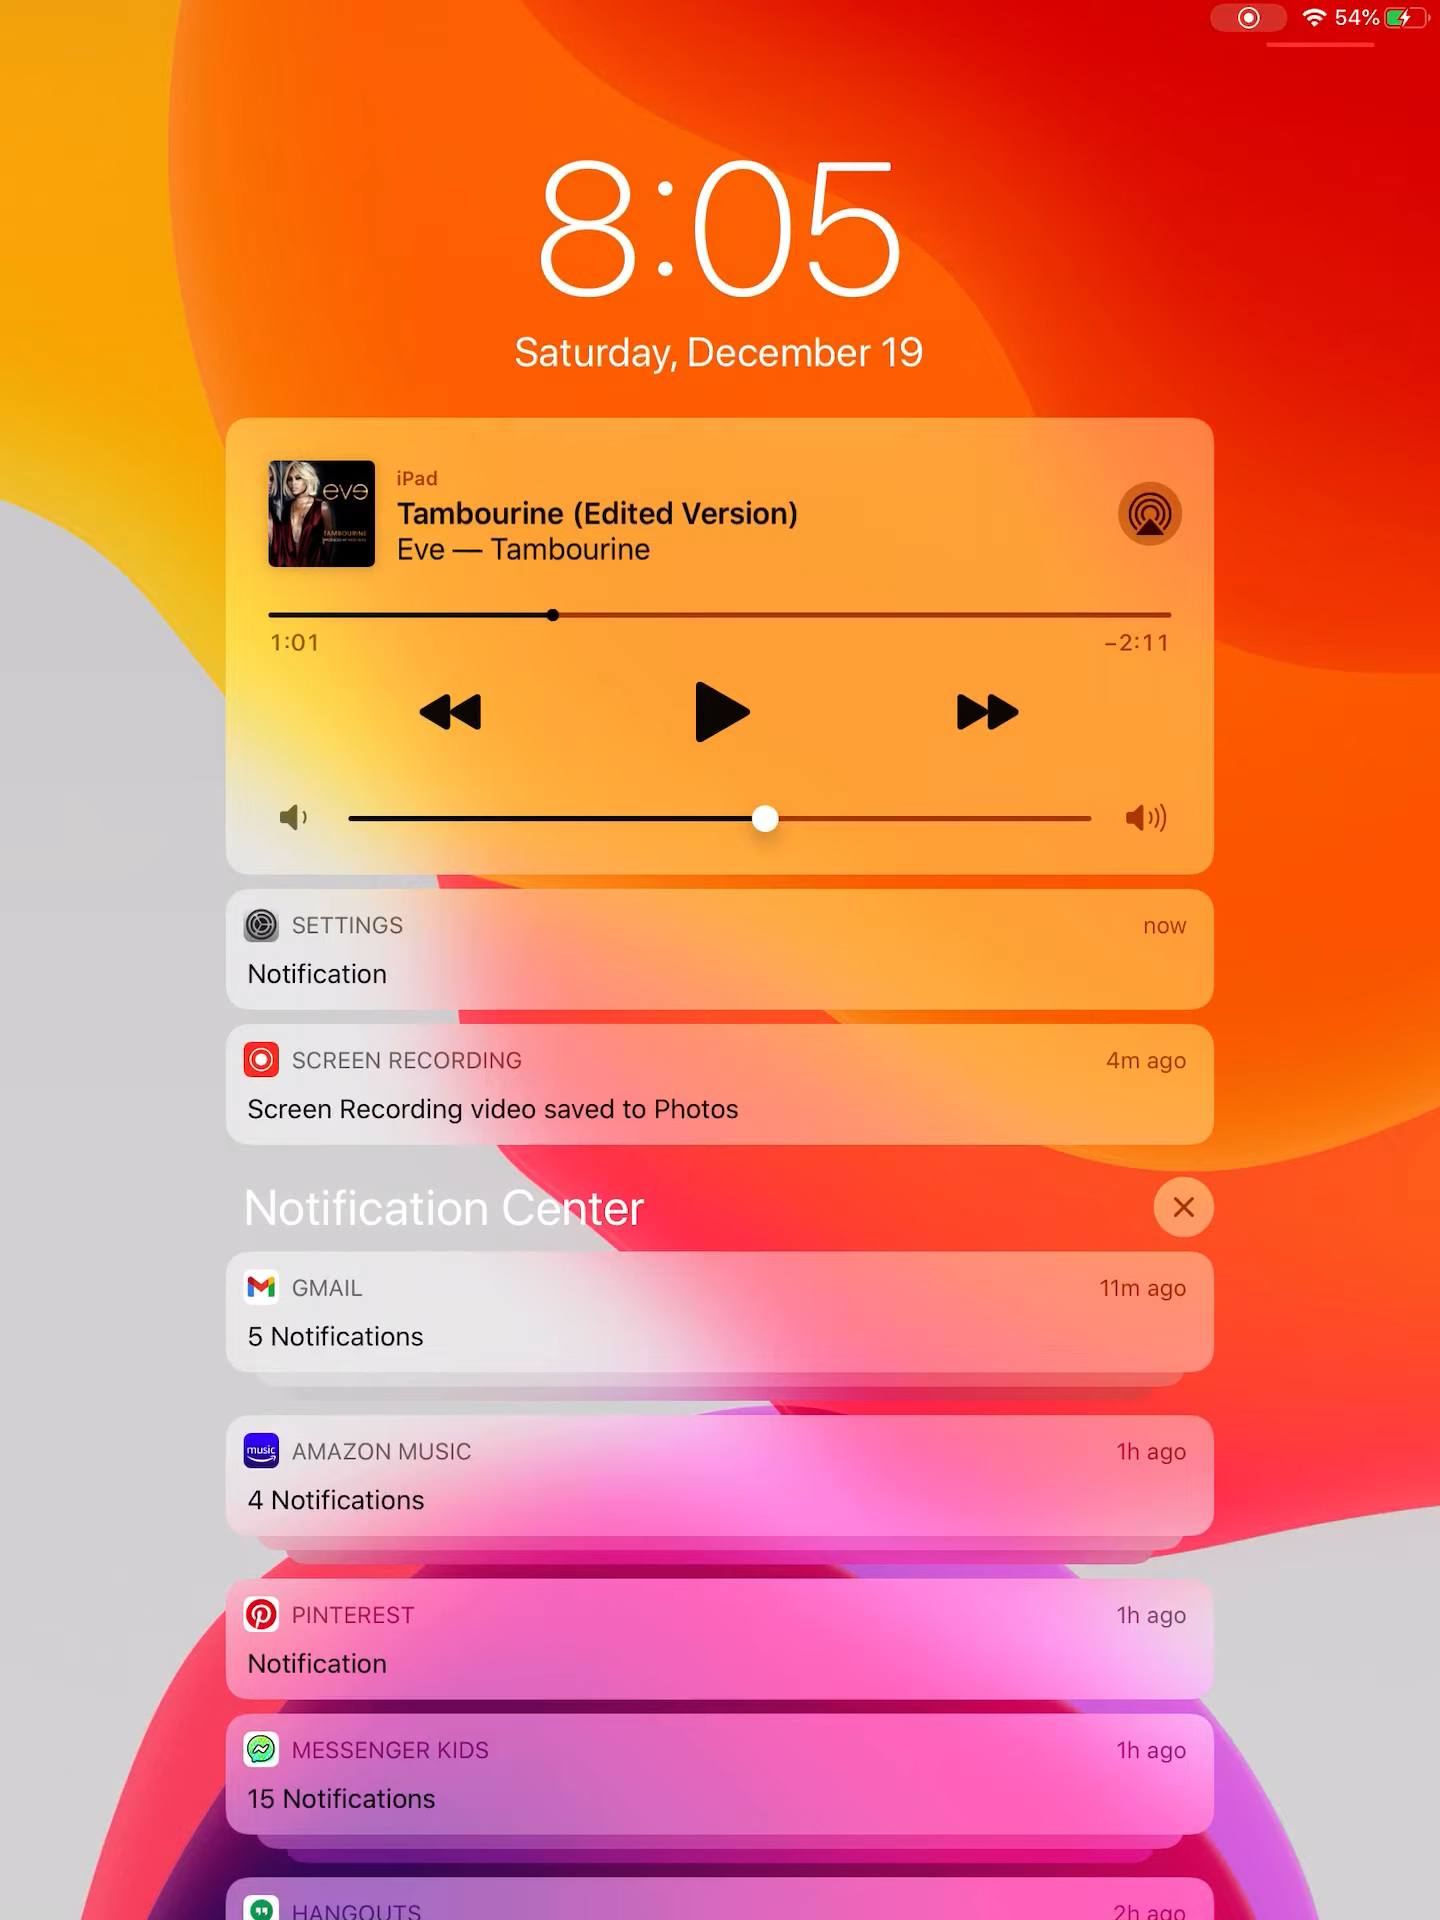 54%
8:05
Saturday, December 19
eve
TAMBOURINE
iPad
Tambourine (Edited Version)
Eve — Tambourine
1:01
−2:11
SETTINGS
now
Notification
SCREEN RECORDING
4m ago
Screen Recording video saved to Photos
Notification Center
GMAIL
11m ago
5 Notifications
music
AMAZON MUSIC
1h ago
4 Notifications
PINTEREST
1h ago
Notification
MESSENGER KIDS
1h ago
15 Notifications
HANGOUTS
2h ago